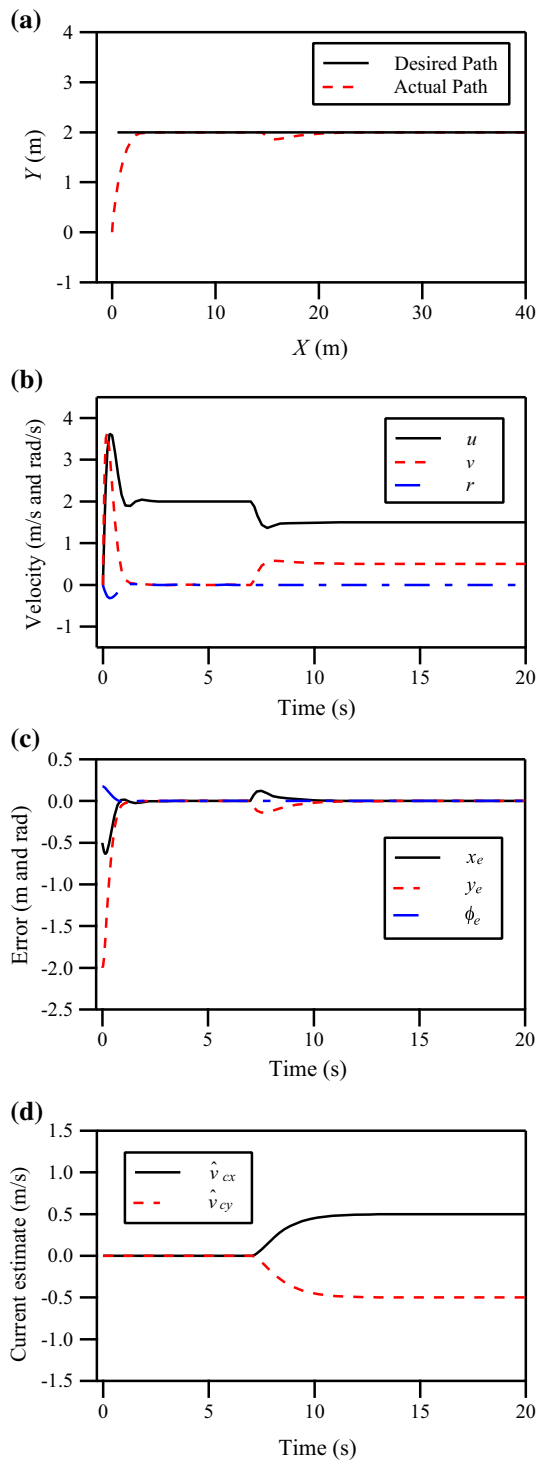 (a)
4
3
2
1
0
-1
Y (m)
Desired Path
Actual Path
0
10
20
30
40
X (m)
(b)
4
3
2
1
0
-1
Velocity (m/s and rad/s)
u
v
r
0
5
10
15
20
Time (s)
(c)
0.5
0.0
-0.5
-1.0
-1.5
-2.0
-2.5
Error (m and rad)
xe
ye
ϕe
0
5
10
15
20
Time (s)
(d)
1.5
1.0
0.5
0.0
-0.5
-1.0
-1.5
Current estimate (m/s)
v̂cx
v̂cy
0
5
10
15
20
Time (s)